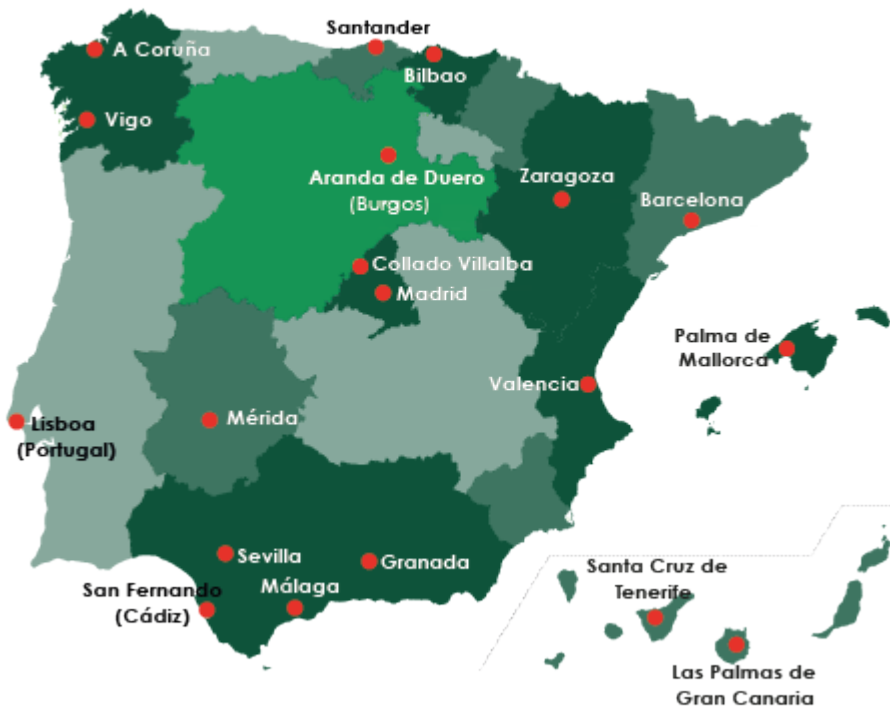 Santander
A Coruña
Bilbao
Vigo
Aranda de Duero
(Burgos)
Zaragoza
Barcelona
Collado Villalba
Madrid
Palma de
Mallorca
Valencia
Mérida
Lisboa
(Portugal)
Sevilla
Granada
San Fernando
(Cádiz)
Málaga
Santa Cruz de
Tenerife
Las Palmas de
Gran Canaria